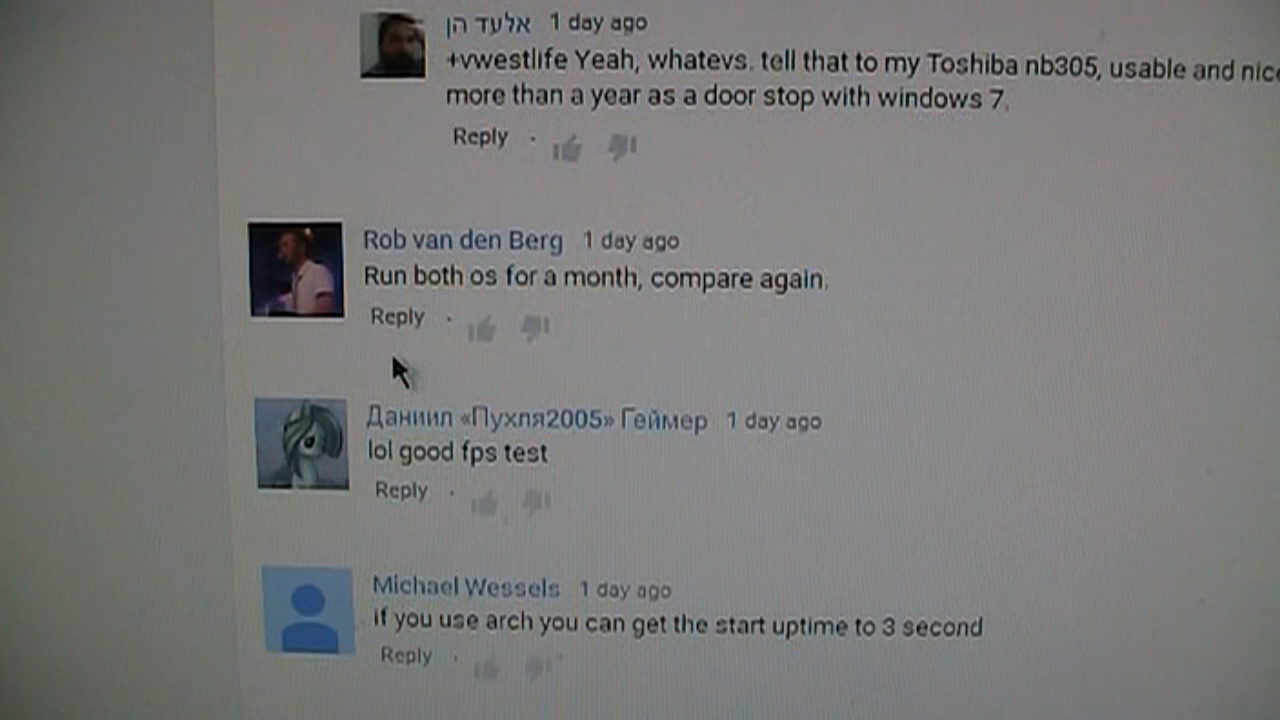 אלעד הן 1 day ago
+vwestlife Yeah, whatevs. tell that to my Toshiba nb305, usable and nice
more than a year as a door stop with windows 7.
Reply ·
Rob van den Berg 1 day ago
Run both os for a month, compare again.
Reply ·
Даниил «Пухля2005» Геймер 1 day ago
lol good fps test
Reply ·
Michael Wessels 1 day ago
if you use arch you can get the start uptime to 3 second
Reply ·